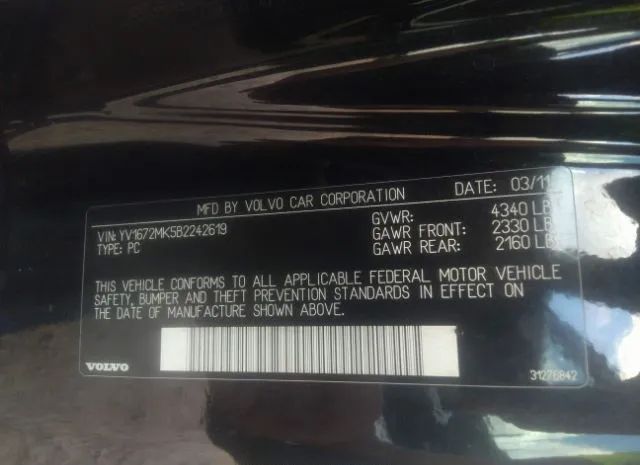 MFD BY VOLVO CAR CORPORATION DATE: 03/11
VIN: YV1672MK5B2242619
TYPE: PC
GVWR: 4340 LB
GAWR FRONT: 2330 LB
GAWR REAR: 2160 LB
THIS VEHICLE CONFORMS TO ALL APPLICABLE FEDERAL MOTOR VEHICLE
SAFETY, BUMPER AND THEFT PREVENTION STANDARDS IN EFFECT ON
THE DATE OF MANUFACTURE SHOWN ABOVE.
VOLVO
31276842